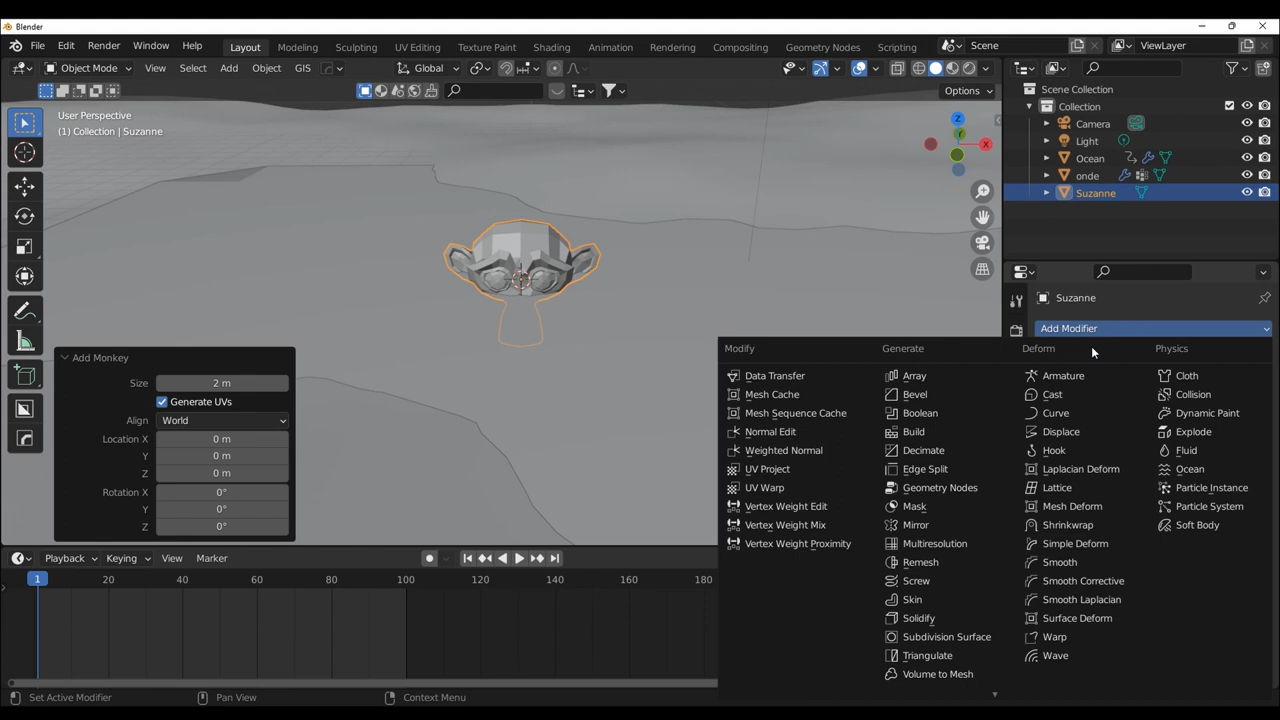 Blender
File Edit Render Window Help Layout Modeling Sculpting UV Editing Texture Paint Shading Animation Rendering Compositing Geometry Nodes Scripting Scene ViewLayer
Object Mode View Select Add Object GIS Global
Options
User Perspective
(1) Collection | Suzanne
Z
Y
X
Scene Collection
Collection
Camera
Light
Ocean
onde
Suzanne
Suzanne
Add Modifier
Add Monkey
Size 2 m
Generate UVs
Align World
Location X 0 m
Y 0 m
Z 0 m
Rotation X 0°
Y 0°
Z 0°
Modify
Data Transfer
Mesh Cache
Mesh Sequence Cache
Normal Edit
Weighted Normal
UV Project
UV Warp
Vertex Weight Edit
Vertex Weight Mix
Vertex Weight Proximity
Generate
Array
Bevel
Boolean
Build
Decimate
Edge Split
Geometry Nodes
Mask
Mirror
Multiresolution
Remesh
Screw
Skin
Solidify
Subdivision Surface
Triangulate
Volume to Mesh
Deform
Armature
Cast
Curve
Displace
Hook
Laplacian Deform
Lattice
Mesh Deform
Shrinkwrap
Simple Deform
Smooth
Smooth Corrective
Smooth Laplacian
Surface Deform
Warp
Wave
Physics
Cloth
Collision
Dynamic Paint
Explode
Fluid
Ocean
Particle Instance
Particle System
Soft Body
Playback Keying View Marker
1 20 40 60 80 100 120 140 160 180
Set Active Modifier Pan View Context Menu